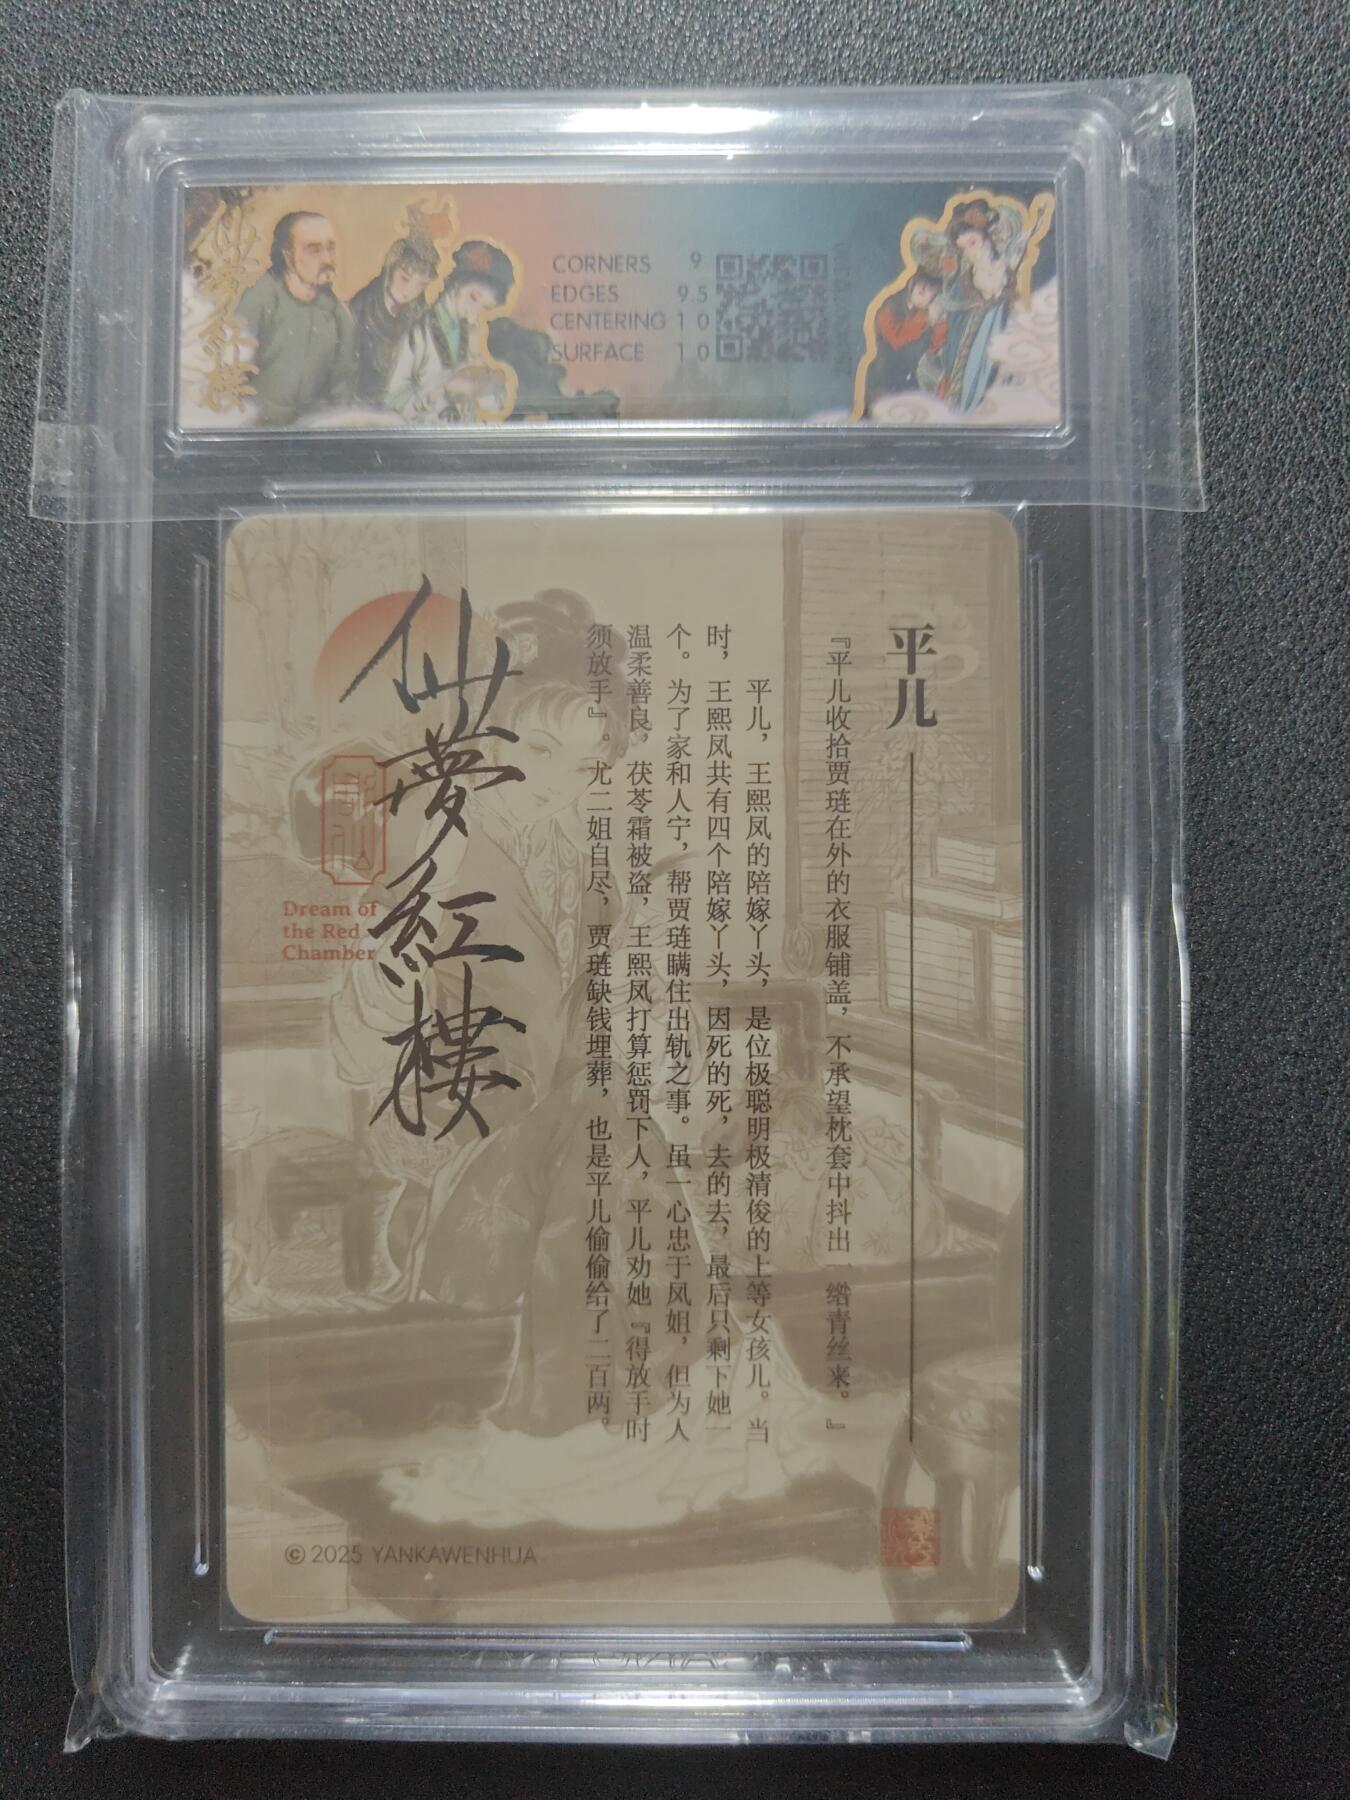 仙夢红楼
CORNERS 9
EDGES 9.5
CENTERING 10
SURFACE 10
平儿
『平儿收拾贾琏在外的衣服铺盖，不承望枕套中抖出一绺青丝来。』
平儿，王熙凤的陪嫁丫头，是位极聪明极清俊的上等女孩儿。当
时，王熙凤共有四个陪嫁丫头，因死的死，去的去，最后只剩下她一
个。为了家和人宁，帮贾琏瞒住出轨之事。虽一心忠于凤姐，但为人
温柔善良，茯苓霜被盗，王熙凤打算惩罚下人，平儿劝她『得放手时
须放手』。尤二姐自尽，贾琏缺钱埋葬，也是平儿偷偷给了二百两。
仙夢紅楼
Dream of
the Red
Chamber
© 2025 YANKAWENHUA